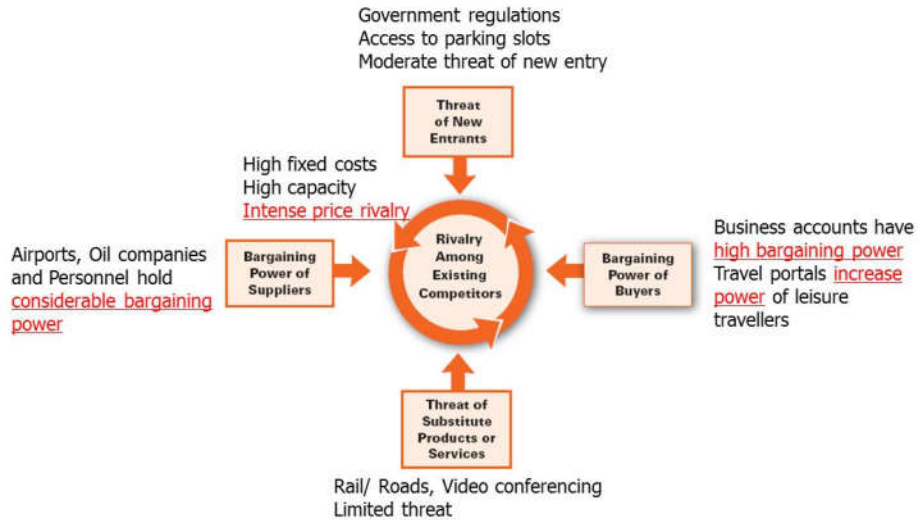 Government regulations
Access to parking slots
Moderate threat of new entry
Threat
of New
Entrants
High fixed costs
High capacity
Intense price rivalry
Airports, Oil companies
and Personnel hold
considerable bargaining
power
Bargaining
Power of
Suppliers
Rivalry
Among
Existing
Competitors
Bargaining
Power of
Buyers
Business accounts have
high bargaining power
Travel portals increase
power of leisure
travellers
Threat of
Substitute
Products or
Services
Rail/ Roads, Video conferencing
Limited threat